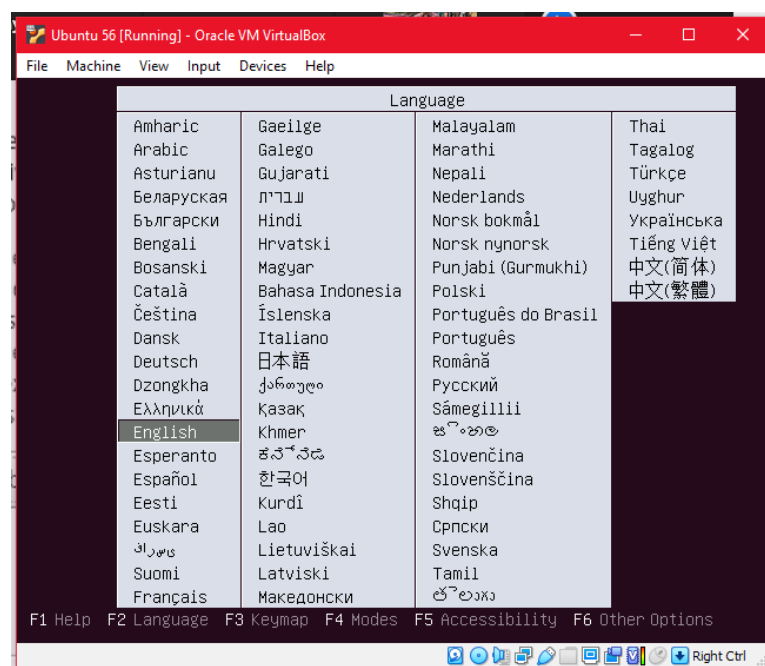 Ubuntu 56 [Running] - Oracle VM VirtualBox
File Machine View Input Devices Help
Language
Amharic
Arabic
Asturianu
Беларуская
Български
Bengali
Bosanski
Català
Čeština
Dansk
Deutsch
Dzongkha
Ελληνικά
English
Esperanto
Español
Eesti
Euskara
فارسی
Suomi
Français
Gaeilge
Galego
Gujarati
עברית
Hindi
Hrvatski
Magyar
Bahasa Indonesia
Íslenska
Italiano
日本語
ქართული
Қазақ
Khmer
ಕನ್ನಡ
한국어
Kurdî
Lao
Lietuviškai
Latviski
Македонски
Malayalam
Marathi
Nepali
Nederlands
Norsk bokmål
Norsk nynorsk
Punjabi (Gurmukhi)
Polski
Português do Brasil
Português
Română
Русский
Sámegillii
සිංහල
Slovenčina
Slovenščina
Shqip
Српски
Svenska
Tamil
తెలుగు
Thai
Tagalog
Türkçe
Uyghur
Українська
Tiếng Việt
中文(简体)
中文(繁體)
F1 Help F2 Language F3 Keymap F4 Modes F5 Accessibility F6 Other Options
Right Ctrl